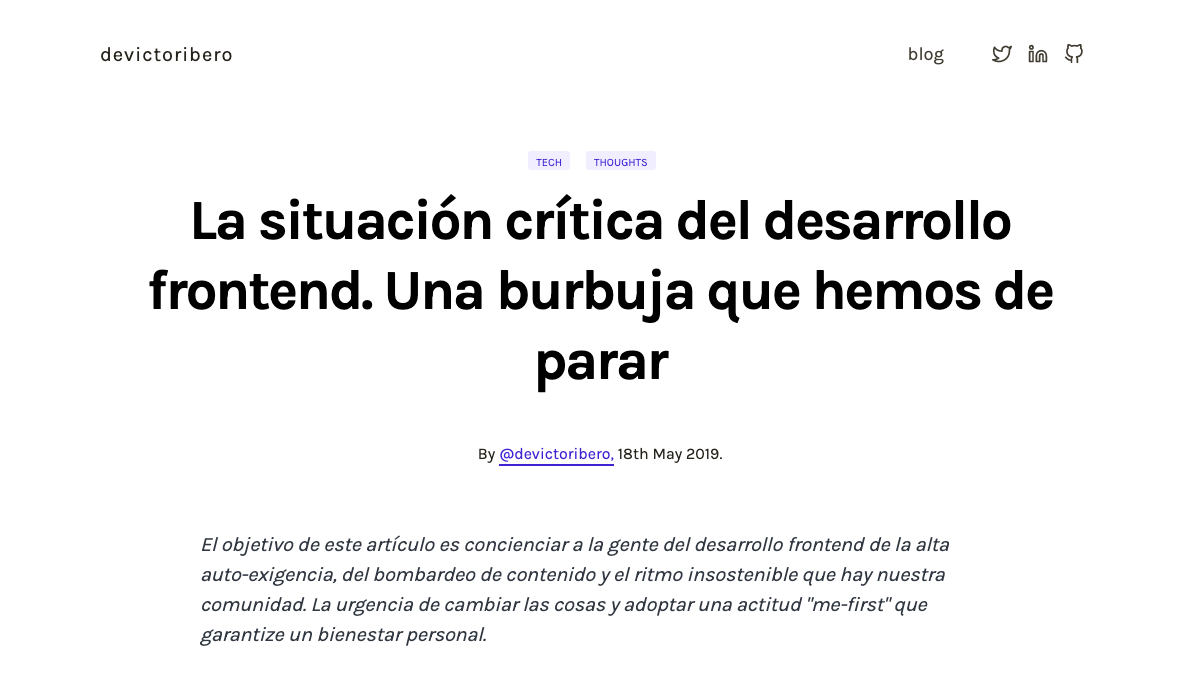 devictoribero
blog
TECH THOUGHTS
La situación crítica del desarrollo
frontend. Una burbuja que hemos de
parar
By @devictoribero, 18th May 2019.
El objetivo de este artículo es concienciar a la gente del desarrollo frontend de la alta
auto-exigencia, del bombardeo de contenido y el ritmo insostenible que hay nuestra
comunidad. La urgencia de cambiar las cosas y adoptar una actitud "me-first" que
garantize un bienestar personal.